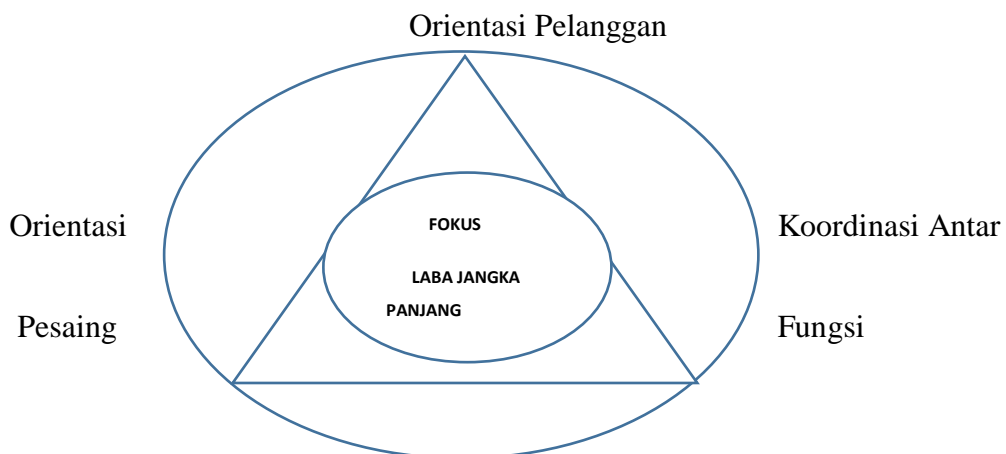 Orientasi Pelanggan
Orientasi
Pesaing
FOKUS
LABA JANGKA
PANJANG
Koordinasi Antar
Fungsi